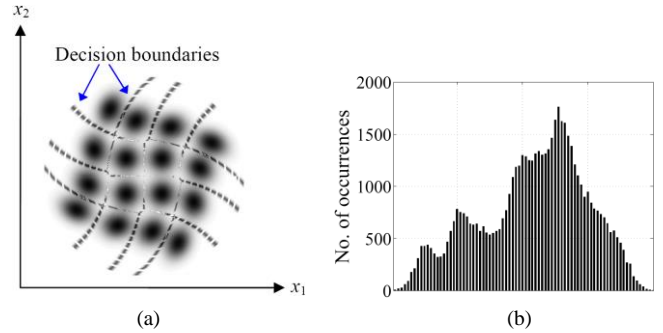 x2
Decision boundaries
x1
(a)
2000
1500
1000
500
0
No. of occurrences
(b)